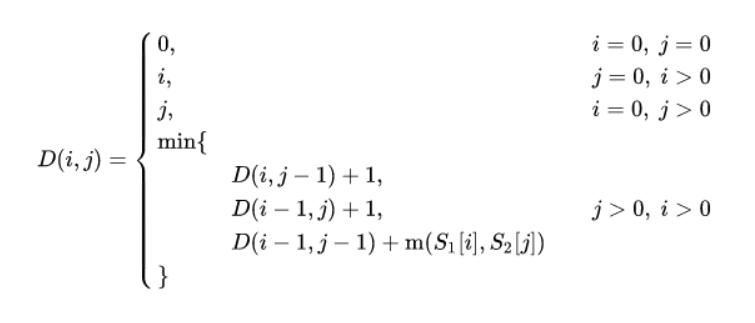 0, i = 0, j = 0
i, j = 0, i > 0
j, i = 0, j > 0
min{
D(i, j) =
D(i, j − 1) + 1,
D(i − 1, j) + 1, j > 0, i > 0
D(i − 1, j − 1) + m(S₁[i], S₂[j])
}